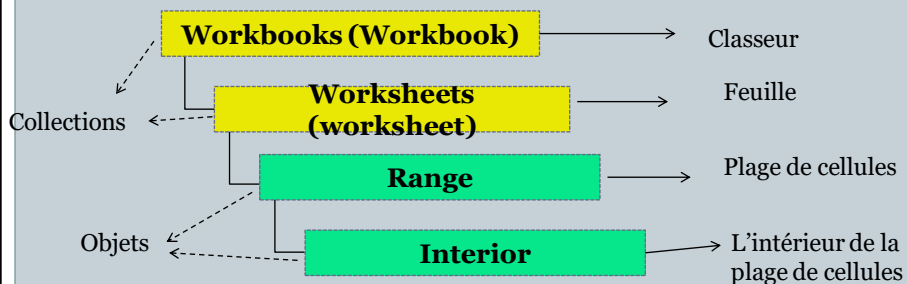 Workbooks (Workbook)
Classeur
Worksheets
(worksheet)
Feuille
Collections
Range
Plage de cellules
Objets
Interior
L'intérieur de la
plage de cellules